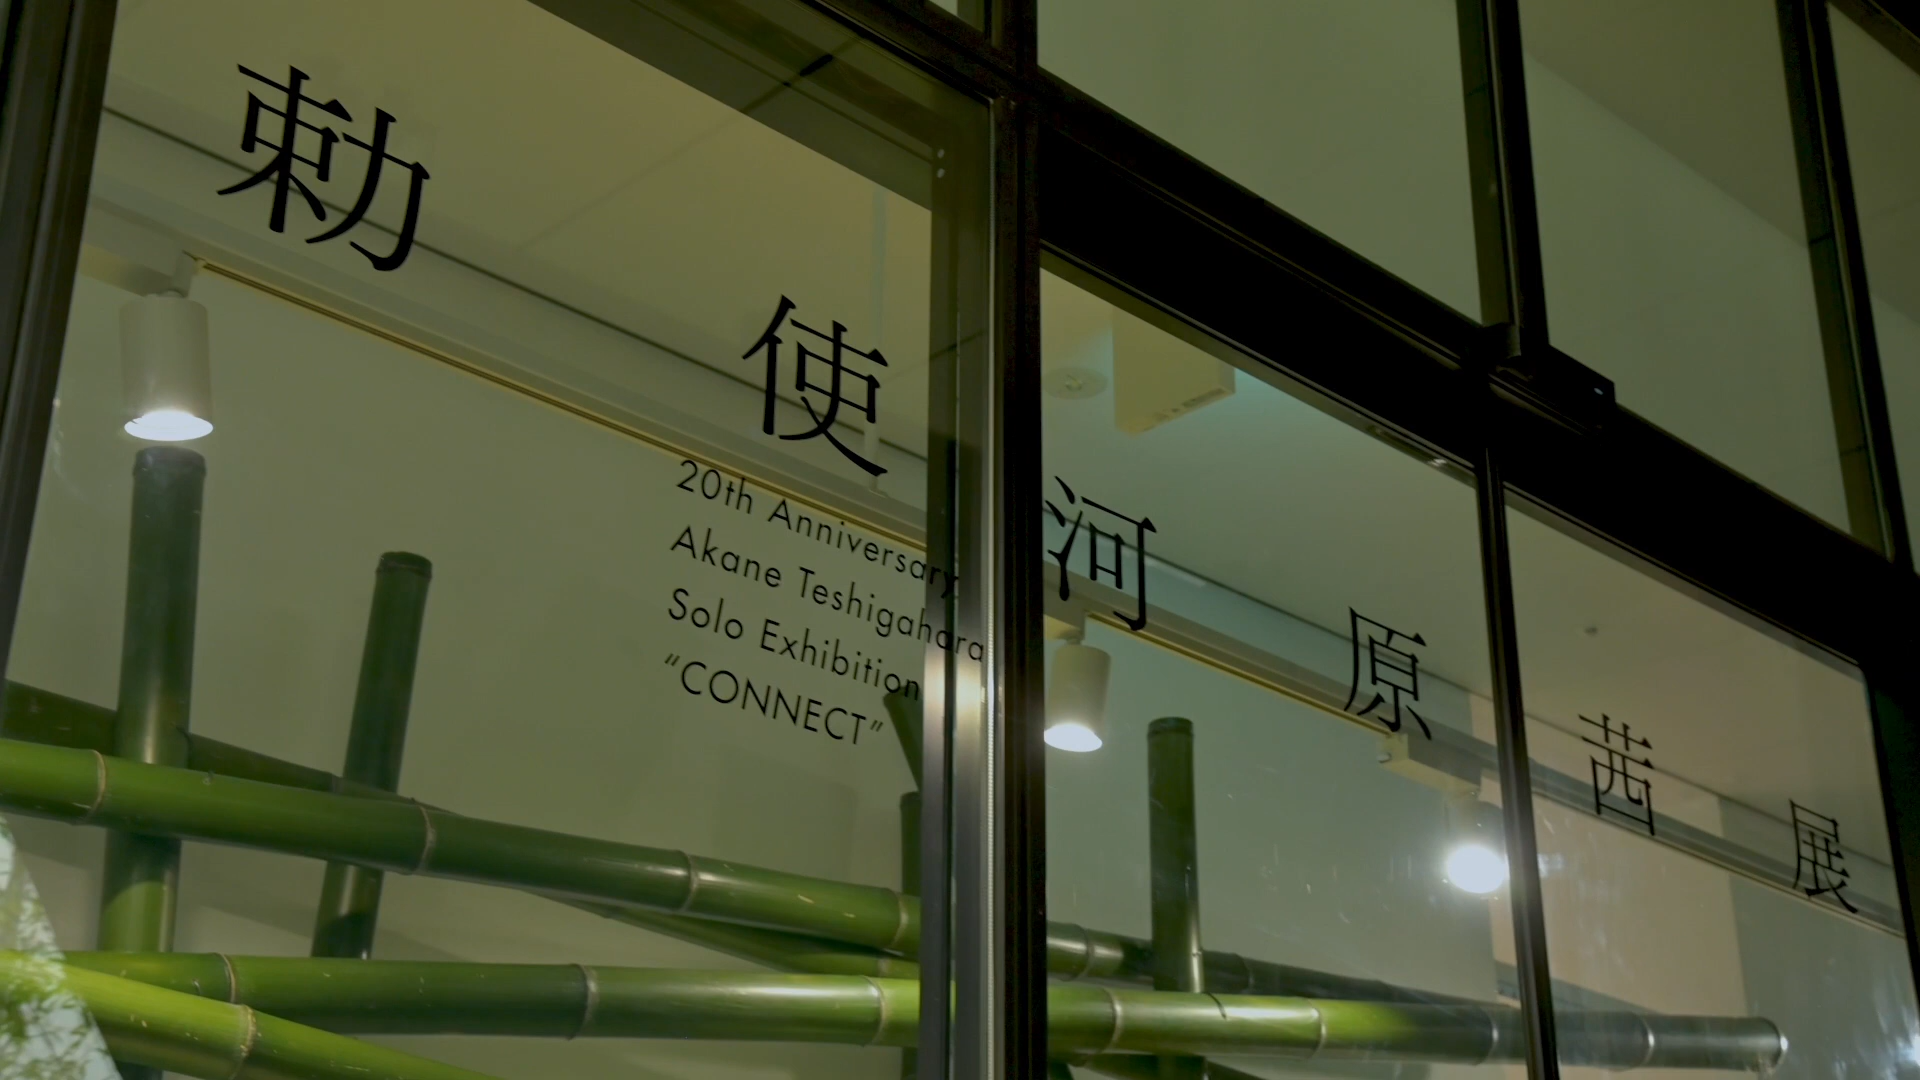 勅使河原茜展
20th Anniversary
Akane Teshigahara
Solo Exhibition
“CONNECT”